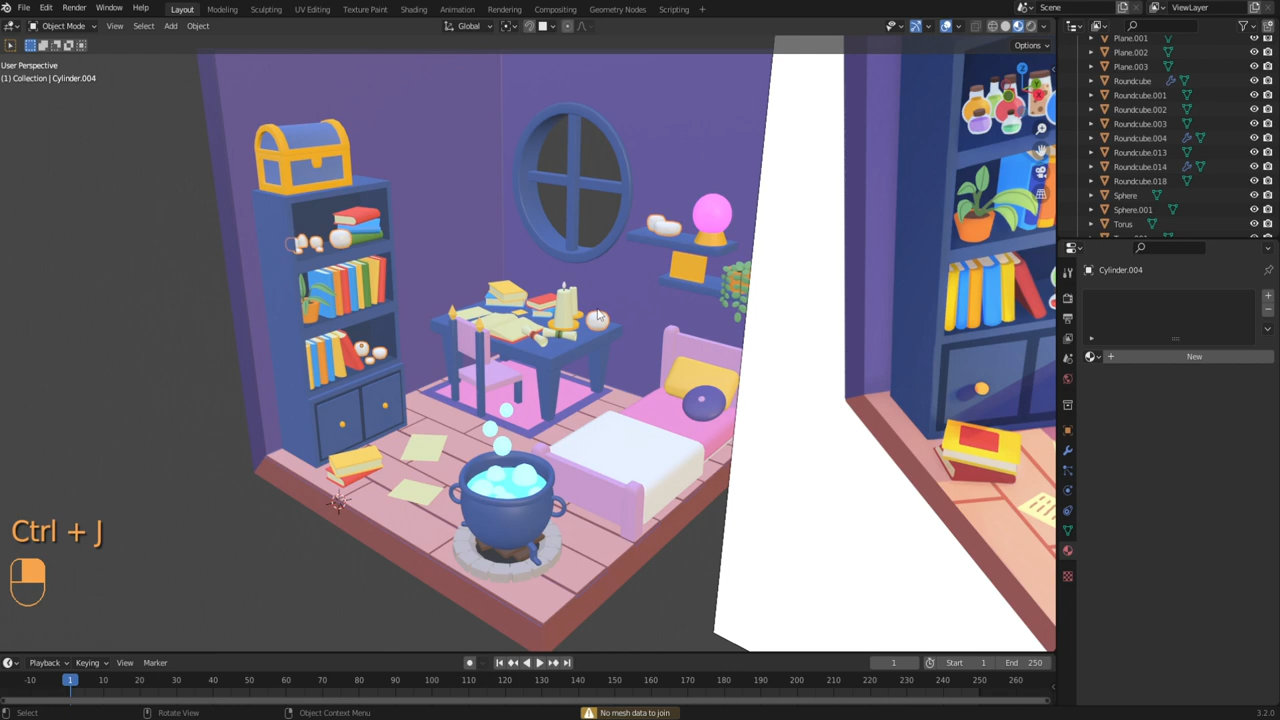 File Edit Render Window Help Layout Modeling Sculpting UV Editing Texture Paint Shading Animation Rendering Compositing Geometry Nodes Scripting Scene ViewLayer
Object Mode View Select Add Object Global
Options
User Perspective
(1) Collection | Cylinder.004
Plane.001
Plane.002
Plane.003
Roundcube
Roundcube.001
Roundcube.002
Roundcube.003
Roundcube.004
Roundcube.013
Roundcube.014
Roundcube.018
Sphere
Sphere.001
Torus
Cylinder.004
New
Ctrl + J
Playback Keying View Marker 1 Start 1 End 250
-10 1 10 20 30 40 50 60 70 80 90 100 110 120 130 140 150 160 170 180 190 200 210 220 230 240 250 260
Select Rotate View Object Context Menu No mesh data to join 3.2.0